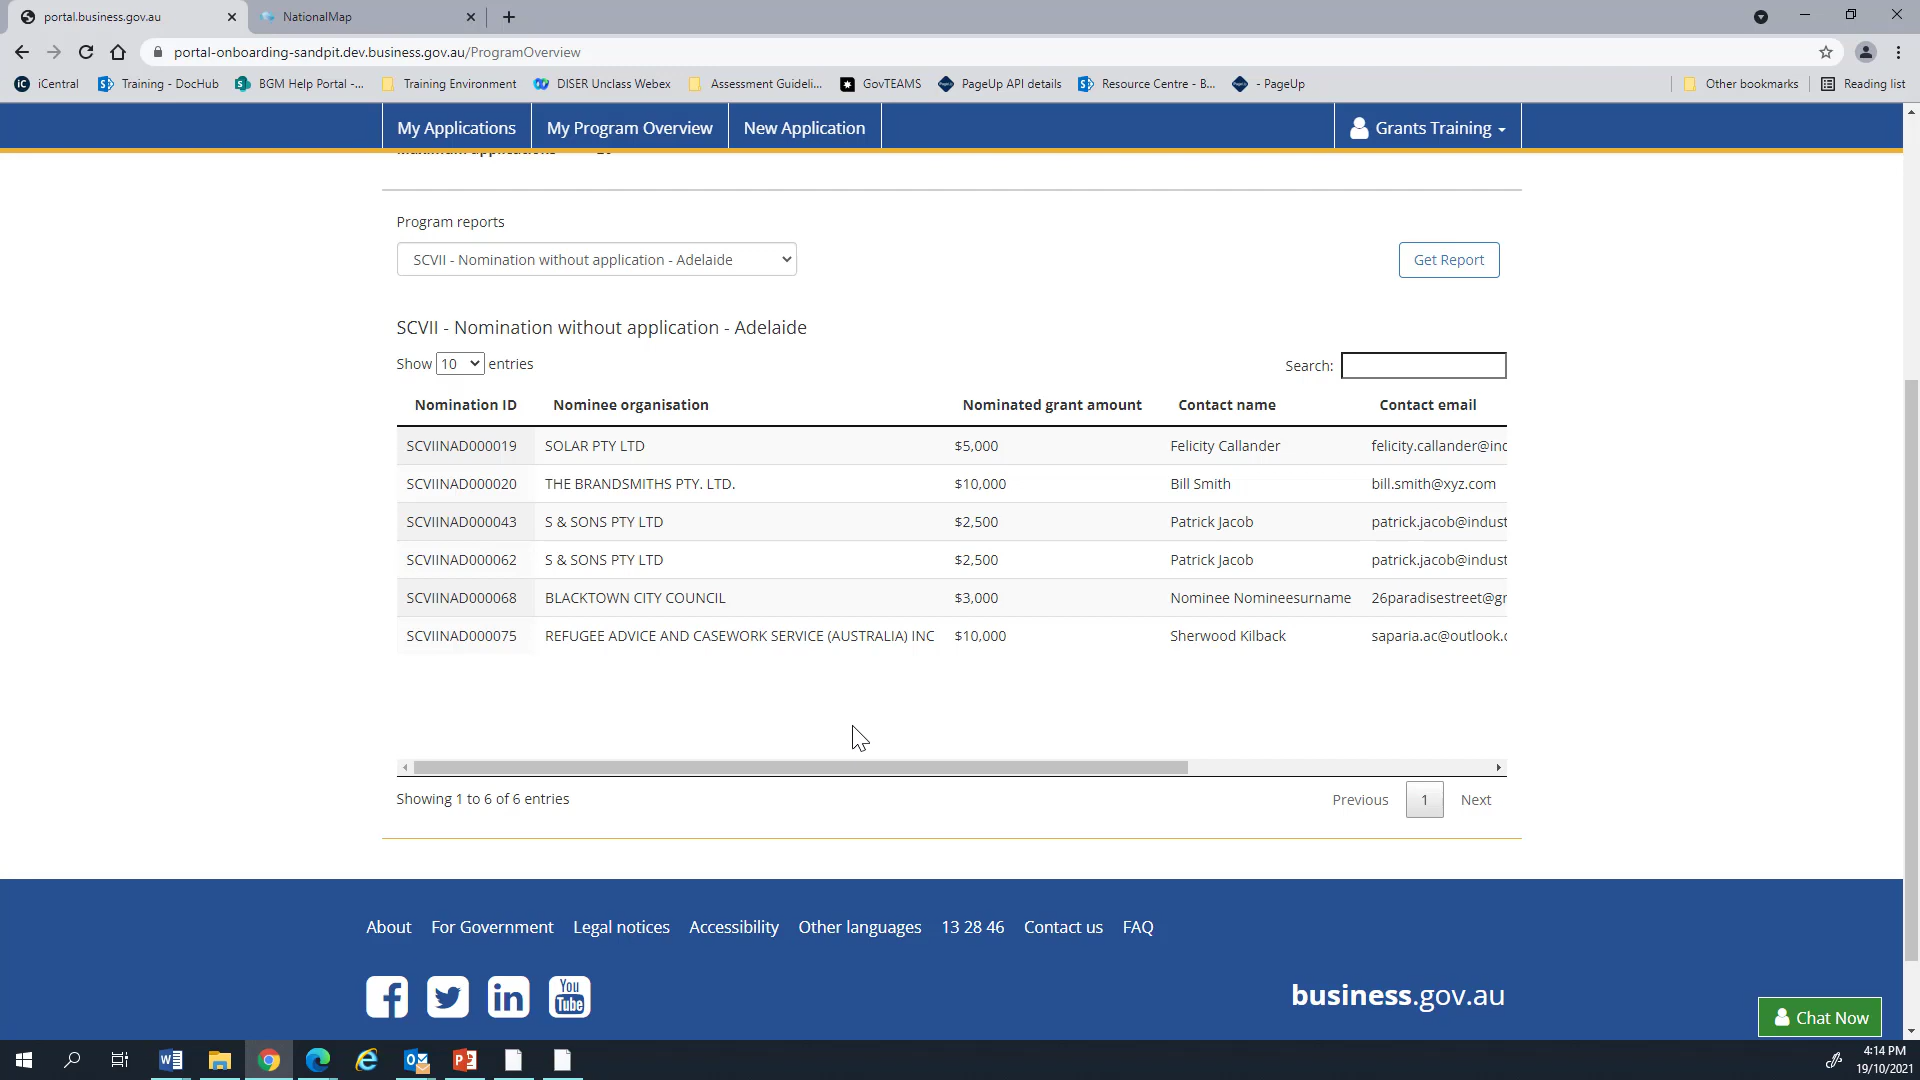 portal.business.gov.au
NationalMap
portal-onboarding-sandpit.dev.business.gov.au/ProgramOverview
iCentral Training - DocHub BGM Help Portal -... Training Environment DISER Unclass Webex Assessment Guideli... GovTEAMS PageUp API details Resource Centre - B... - PageUp Other bookmarks Reading list
My Applications My Program Overview New Application Grants Training
Program reports
SCVII - Nomination without application - Adelaide Get Report
SCVII - Nomination without application - Adelaide
Show 10 entries Search:
Nomination ID Nominee organisation Nominated grant amount Contact name Contact email
SCVIINAD000019 SOLAR PTY LTD $5,000 Felicity Callander felicity.callander@ind
SCVIINAD000020 THE BRANDSMITHS PTY. LTD. $10,000 Bill Smith bill.smith@xyz.com
SCVIINAD000043 S & SONS PTY LTD $2,500 Patrick Jacob patrick.jacob@indust
SCVIINAD000062 S & SONS PTY LTD $2,500 Patrick Jacob patrick.jacob@indust
SCVIINAD000068 BLACKTOWN CITY COUNCIL $3,000 Nominee Nomineesurname 26paradisestreet@gr
SCVIINAD000075 REFUGEE ADVICE AND CASEWORK SERVICE (AUSTRALIA) INC $10,000 Sherwood Kilback saparia.ac@outlook.c
Showing 1 to 6 of 6 entries Previous 1 Next
About For Government Legal notices Accessibility Other languages 13 28 46 Contact us FAQ
You
Tube
business.gov.au
Chat Now
4:14 PM
19/10/2021